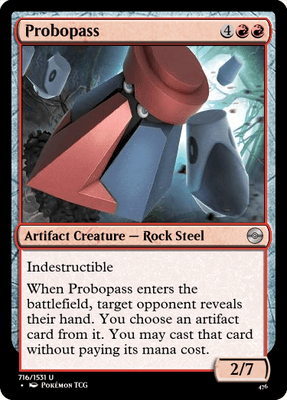 Probopass 4
Artifact Creature — Rock Steel
Indestructible
When Probopass enters the
battlefield, target opponent reveals
their hand. You choose an artifact
card from it. You may cast that card
without paying its mana cost.
2/7
716/1531 U
• Pokémon TCG
476